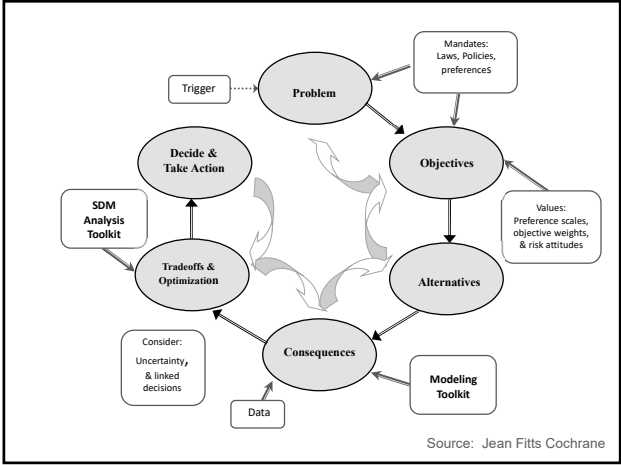 Mandates:
Laws, Policies,
preferences
Trigger
Problem
Decide &
Take Action
Objectives
SDM
Analysis
Toolkit
Values:
Preference scales,
objective weights,
& risk attitudes
Tradeoffs &
Optimization
Alternatives
Consider:
Uncertainty,
& linked
decisions
Consequences
Modeling
Toolkit
Data
Source: Jean Fitts Cochrane